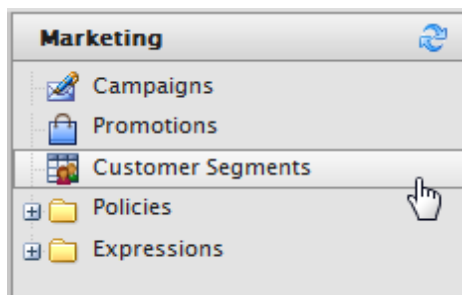 Marketing
Campaigns
Promotions
Customer Segments
Policies
Expressions